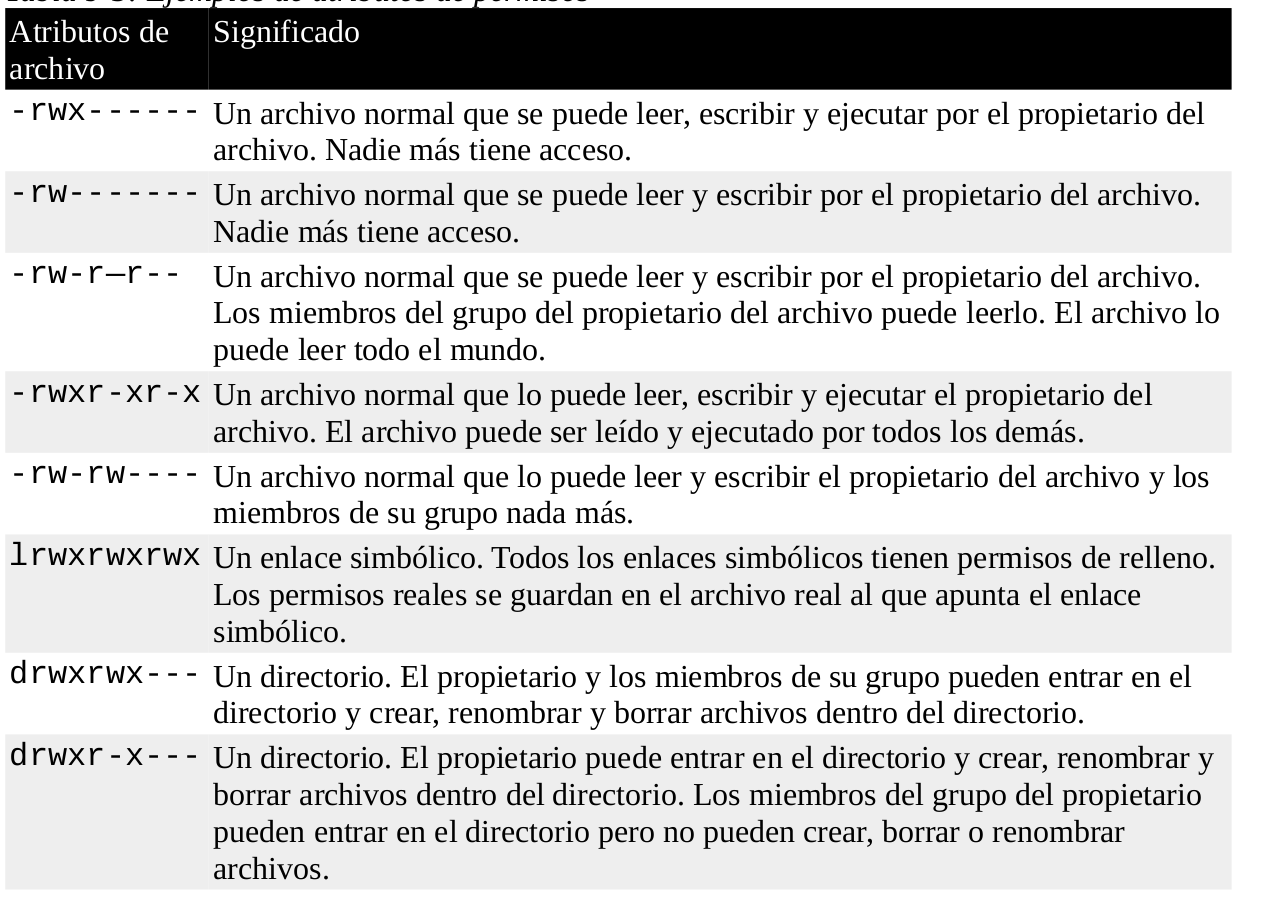 Atributos de
archivo
Significado
-rwx------
Un archivo normal que se puede leer, escribir y ejecutar por el propietario del
archivo. Nadie más tiene acceso.
-rw-------
Un archivo normal que se puede leer y escribir por el propietario del archivo.
Nadie más tiene acceso.
-rw-r—r--
Un archivo normal que se puede leer y escribir por el propietario del archivo.
Los miembros del grupo del propietario del archivo puede leerlo. El archivo lo
puede leer todo el mundo.
-rwxr-xr-x
Un archivo normal que lo puede leer, escribir y ejecutar el propietario del
archivo. El archivo puede ser leído y ejecutado por todos los demás.
-rw-rw----
Un archivo normal que lo puede leer y escribir el propietario del archivo y los
miembros de su grupo nada más.
lrwxrwxrwx
Un enlace simbólico. Todos los enlaces simbólicos tienen permisos de relleno.
Los permisos reales se guardan en el archivo real al que apunta el enlace
simbólico.
drwxrwx---
Un directorio. El propietario y los miembros de su grupo pueden entrar en el
directorio y crear, renombrar y borrar archivos dentro del directorio.
drwxr-x---
Un directorio. El propietario puede entrar en el directorio y crear, renombrar y
borrar archivos dentro del directorio. Los miembros del grupo del propietario
pueden entrar en el directorio pero no pueden crear, borrar o renombrar
archivos.